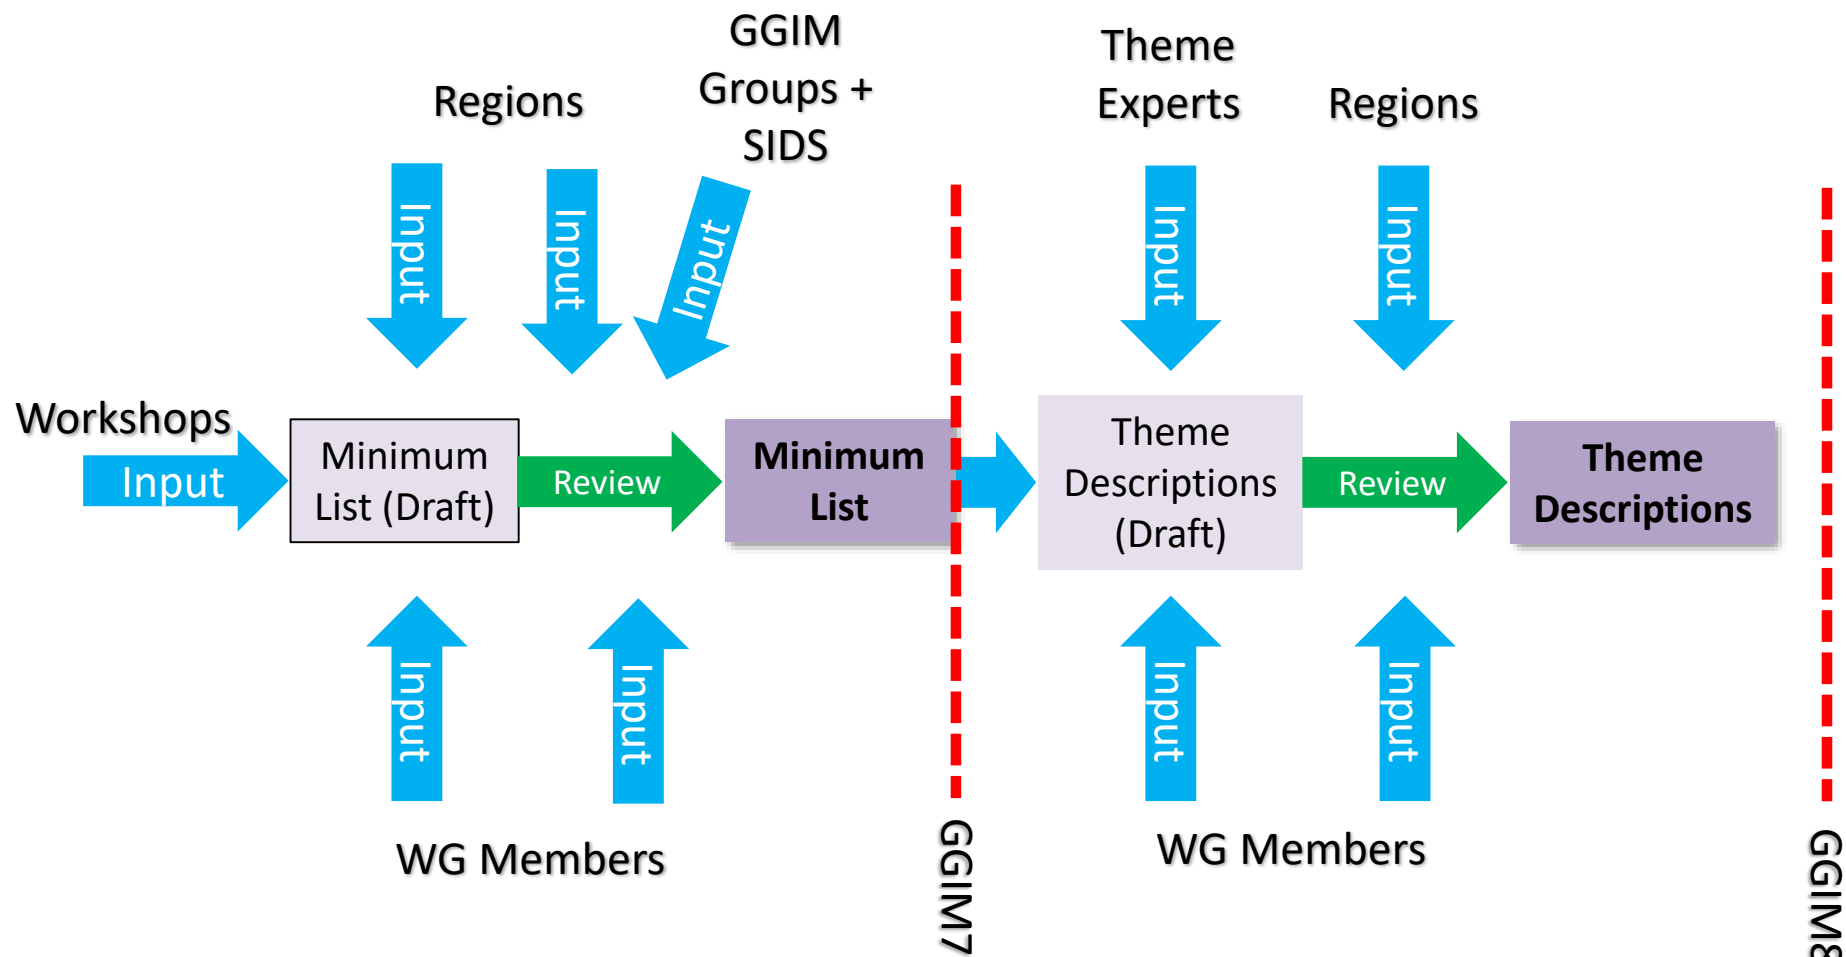 GGIM
Groups +
SIDS
Regions
Theme
Experts
Regions
Input
Input
Input
Input
Input
Workshops
Input
Minimum
List (Draft)
Review
Minimum
List
Theme
Descriptions
(Draft)
Review
Theme
Descriptions
Input
Input
Input
Input
WG Members
WG Members
GGIM7
GGIM8